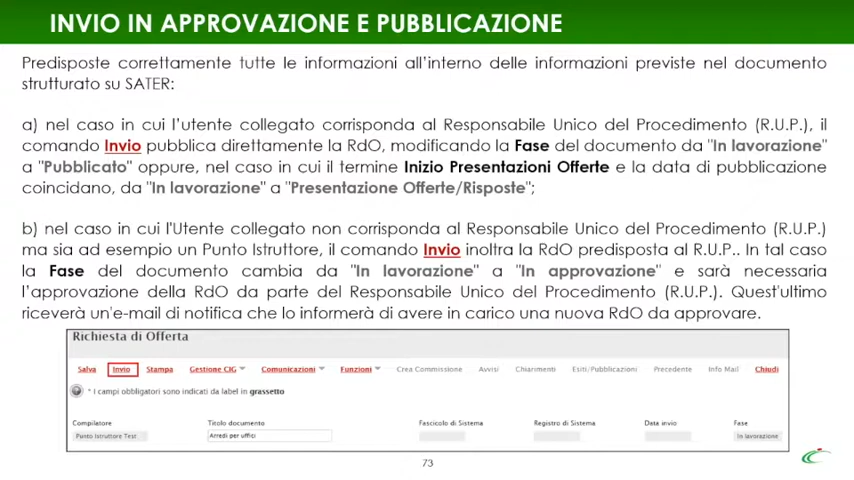 INVIO IN APPROVAZIONE E PUBBLICAZIONE
Predisposte correttamente tutte le informazioni all'interno delle informazioni previste nel documento
strutturato su SATER:
a) nel caso in cui l'utente collegato corrisponda al Responsabile Unico del Procedimento (R.U.P.), il
comando Invio pubblica direttamente la RdO, modificando la Fase del documento da "In lavorazione"
a "Pubblicato" oppure, nel caso in cui il termine Inizio Presentazioni Offerte e la data di pubblicazione
coincidano, da "In lavorazione" a "Presentazione Offerte/Risposte";
b) nel caso in cui l'Utente collegato non corrisponda al Responsabile Unico del Procedimento (R.U.P.)
ma sia ad esempio un Punto Istruttore, il comando Invio inoltra la RdO predisposta al R.U.P.. In tal caso
la Fase del documento cambia da "In lavorazione" a "In approvazione" e sarà necessaria
l'approvazione della RdO da parte del Responsabile Unico del Procedimento (R.U.P.). Quest'ultimo
riceverà un'e-mail di notifica che lo informerà di avere in carico una nuova RdO da approvare.
Richiesta di Offerta
Salva Invio Stampa Gestione CIG Comunicazioni Funzioni Crea Commissione Avvisi Chiarimenti Esiti/Pubblicazioni Precedente Info Mail Chiudi
* I campi obbligatori sono indicati da label in grassetto
Compilatore Titolo documento Fascicolo di Sistema Registro di Sistema Data invio Fase
Punto Istruttore Test Arredi per uffici In lavorazione
73